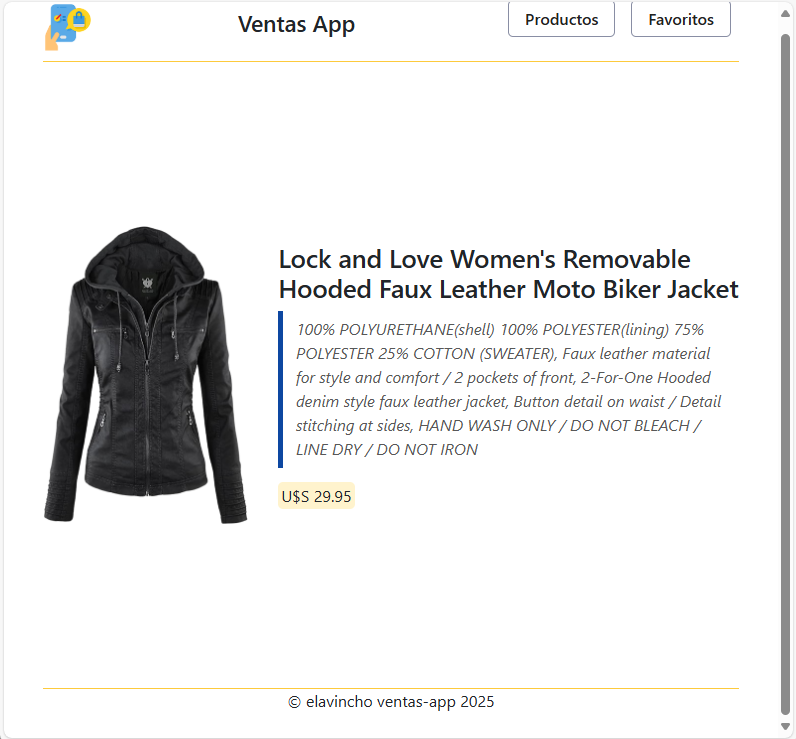 Ventas App
Productos
Favoritos
Lock and Love Women's Removable
Hooded Faux Leather Moto Biker Jacket
100% POLYURETHANE(shell) 100% POLYESTER(lining) 75%
POLYESTER 25% COTTON (SWEATER), Faux leather material
for style and comfort / 2 pockets of front, 2-For-One Hooded
denim style faux leather jacket, Button detail on waist / Detail
stitching at sides, HAND WASH ONLY / DO NOT BLEACH /
LINE DRY / DO NOT IRON
U$S 29.95
© elavincho ventas-app 2025